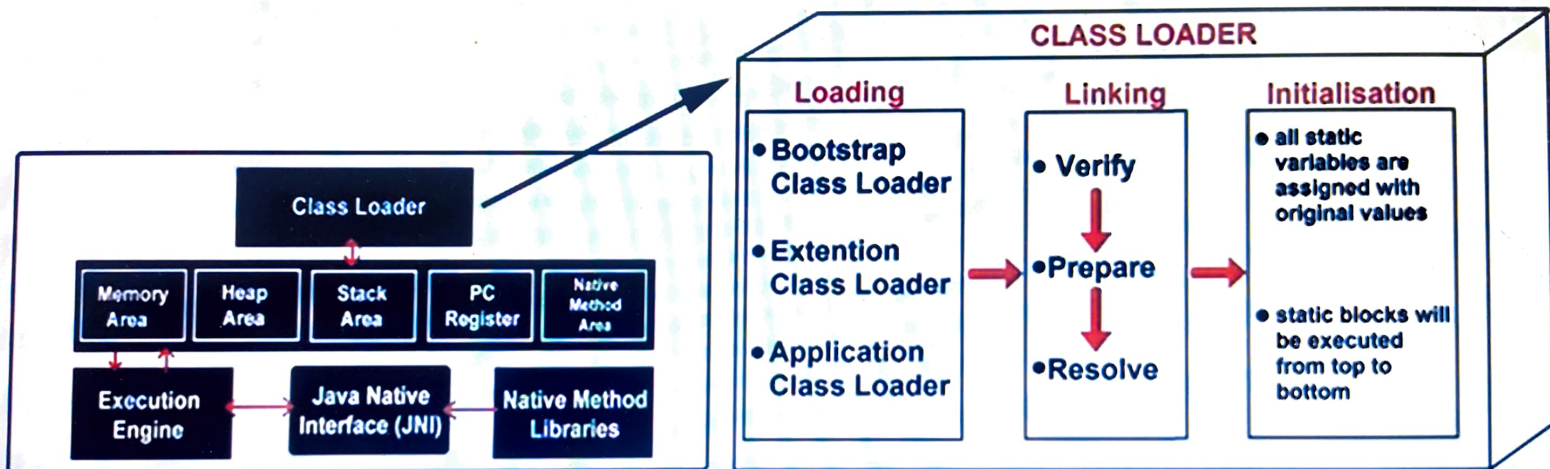 CLASS LOADER
Class Loader
Memory
Area
Heap
Area
Stack
Area
PC
Register
Native
Method
Area
Execution
Engine
Java Native
Interface (JNI)
Native Method
Libraries
Loading
• Bootstrap
Class Loader
• Extention
Class Loader
• Application
Class Loader
Linking
• Verify
• Prepare
• Resolve
Initialisation
• all static
variables are
assigned with
original values
• static blocks will
be executed
from top to
bottom